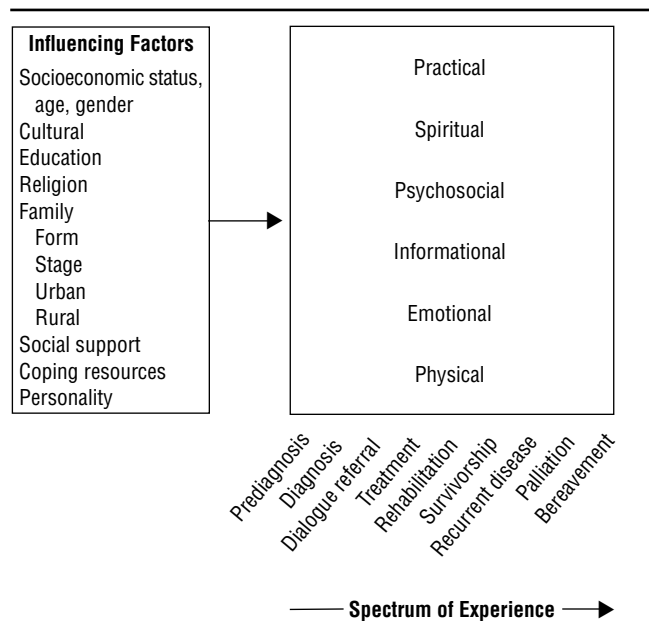 Influencing Factors
Socioeconomic status,
age, gender
Cultural
Education
Religion
Family
Form
Stage
Urban
Rural
Social support
Coping resources
Personality
Practical
Spiritual
Psychosocial
Informational
Emotional
Physical
Prediagnosis
Diagnosis
Dialogue referral
Treatment
Rehabilitation
Survivorship
Recurrent disease
Palliation
Bereavement
Spectrum of Experience